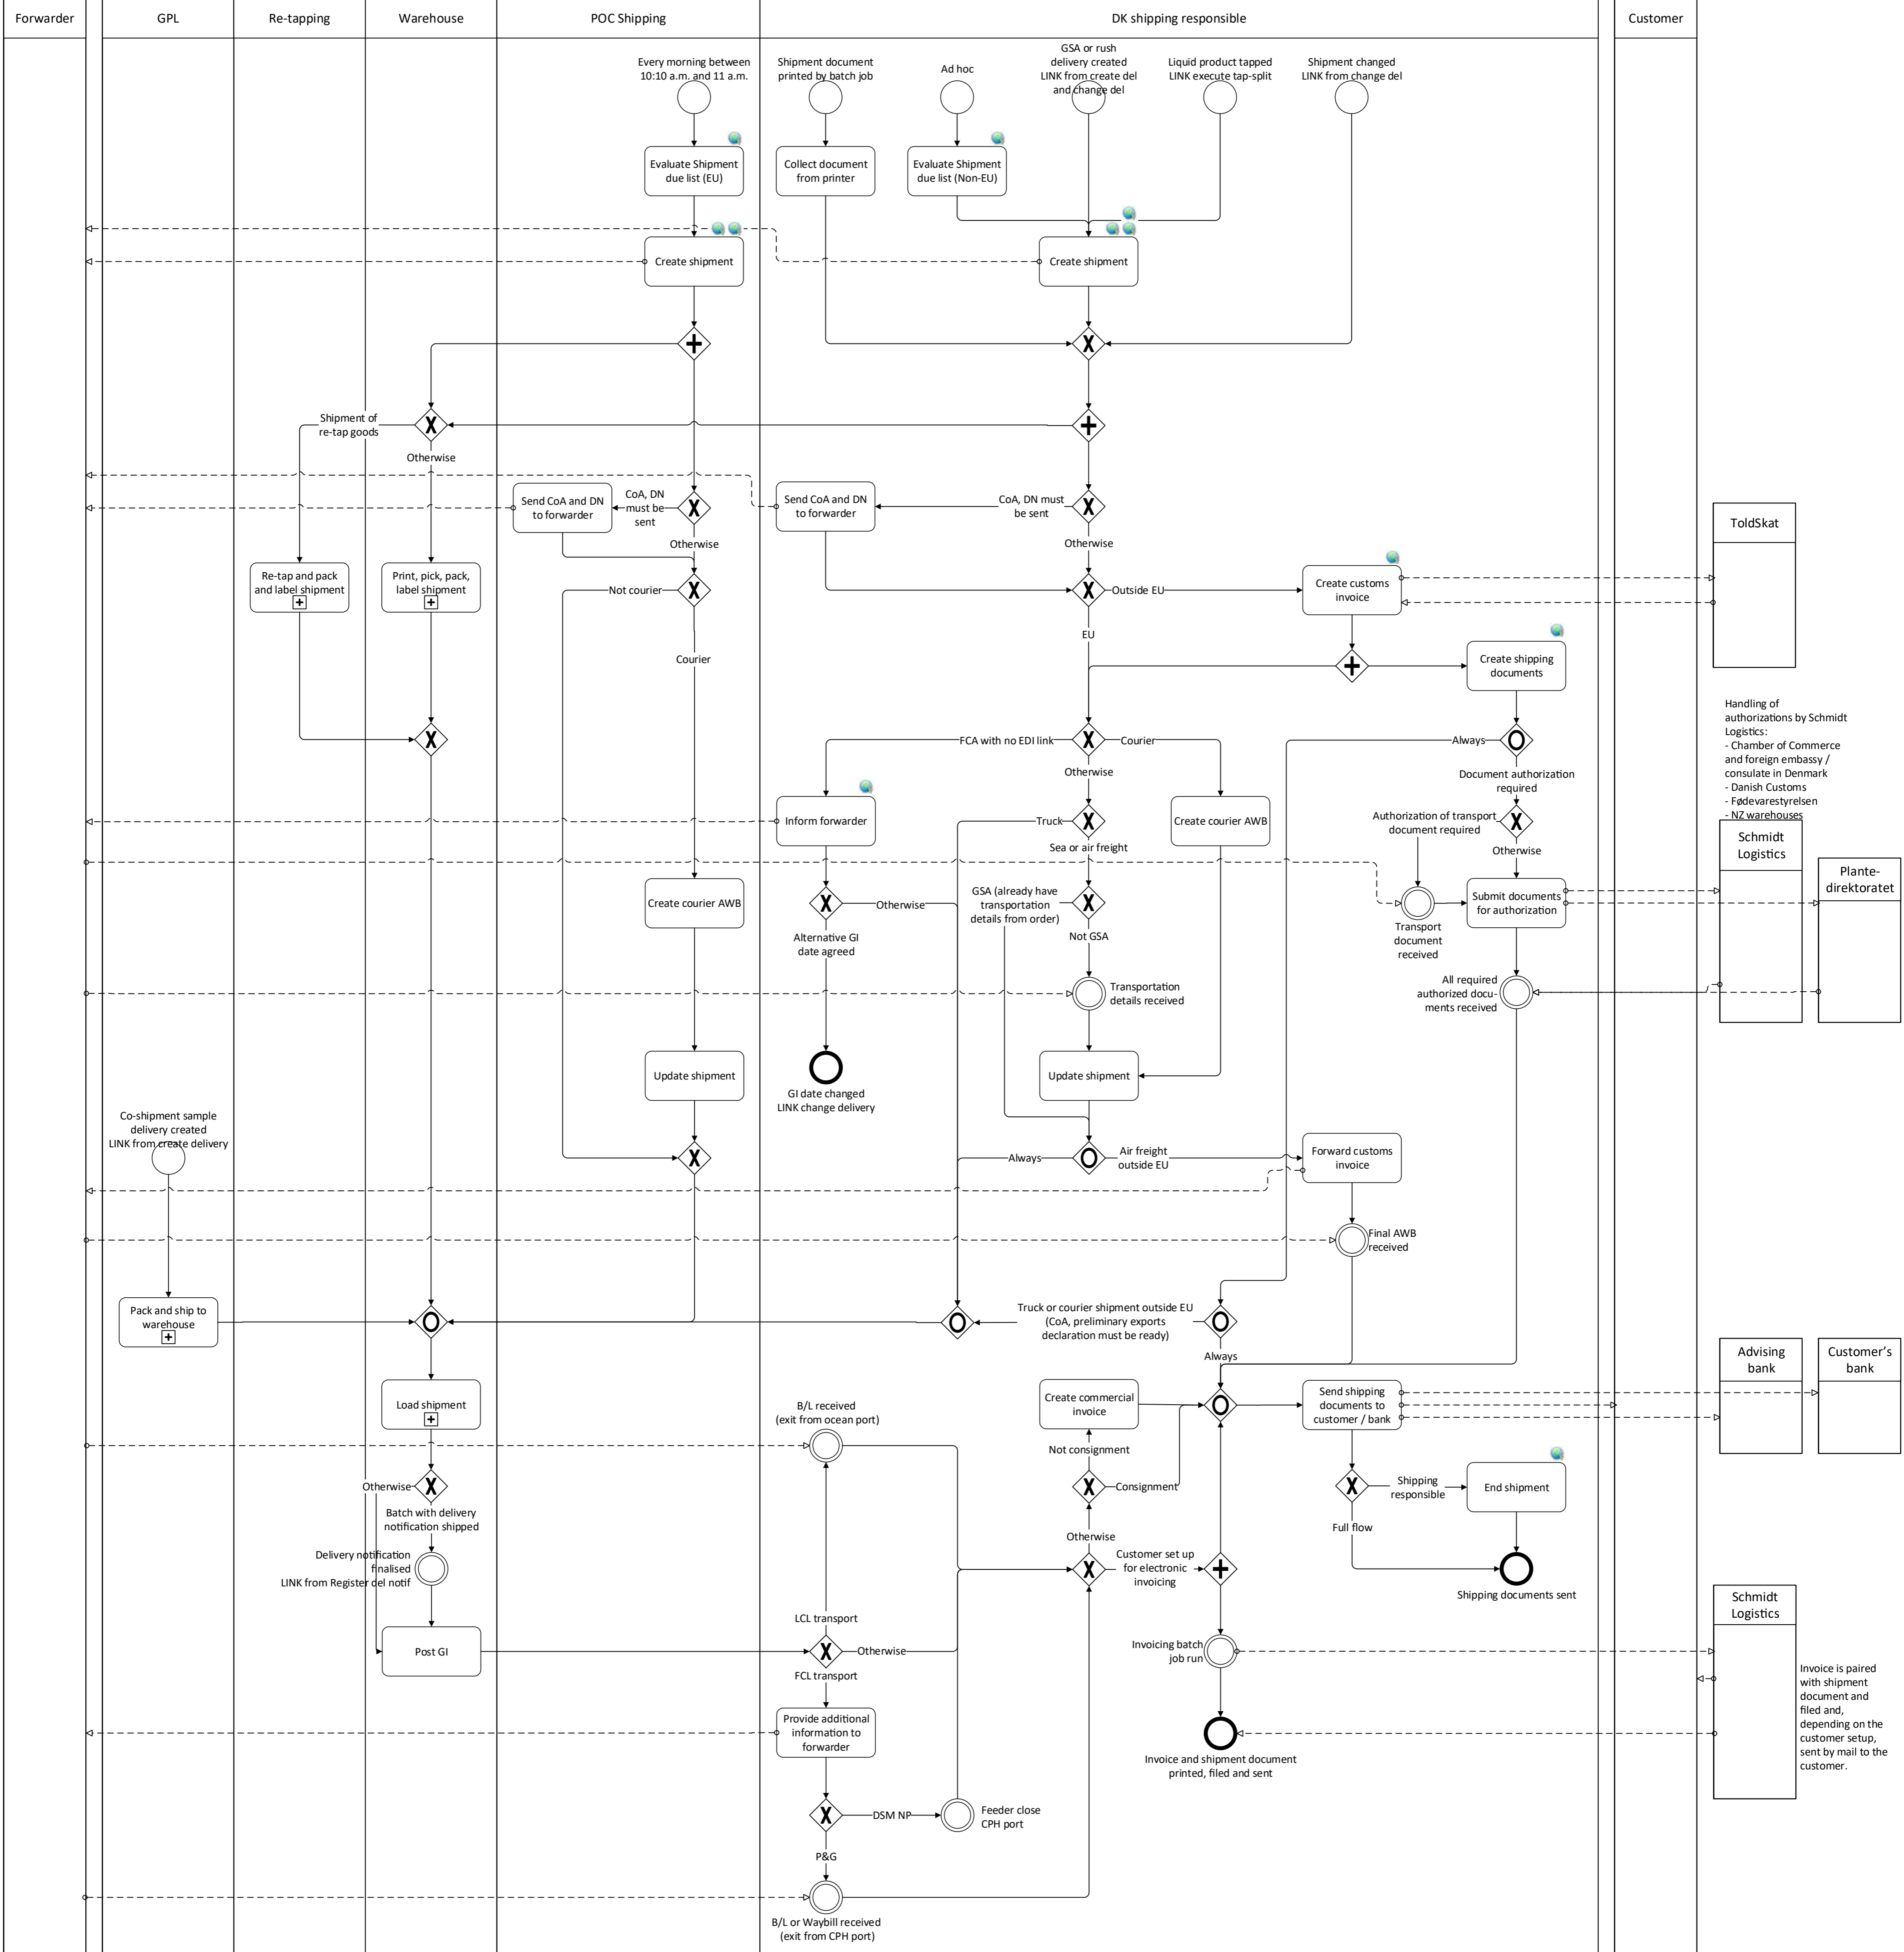 Forwarder
GPL
Re-tapping
Warehouse
POC Shipping
DK shipping responsible
Customer
Every morning between
10:10 a.m. and 11 a.m.
Shipment document
printed by batch job
Ad hoc
GSA or rush
delivery created
LINK from create del
and change del
Liquid product tapped
LINK execute tap-split
Shipment changed
LINK from change del
Evaluate Shipment
due list (EU)
Collect document
from printer
Evaluate Shipment
due list (Non-EU)
Create shipment
Create shipment
Shipment of
re-tap goods
Otherwise
Send CoA and DN
to forwarder
CoA, DN
must be
sent
Send CoA and DN
to forwarder
CoA, DN must
be sent
Otherwise
Otherwise
ToldSkat
Re-tap and pack
and label shipment
Print, pick, pack,
label shipment
Not courier
Outside EU
Create customs
invoice
EU
Courier
Create shipping
documents
Handling of
authorizations by Schmidt
Logistics:
- Chamber of Commerce
and foreign embassy /
consulate in Denmark
- Danish Customs
- Fødevarestyrelsen
- NZ warehouses
FCA with no EDI link
Courier
Always
Otherwise
Document authorization
required
Inform forwarder
Truck
Create courier AWB
Authorization of transport
document required
Sea or air freight
Otherwise
Schmidt
Logistics
Plante-
direktoratet
Create courier AWB
Otherwise
GSA (already have
transportation
details from order)
Submit documents
for authorization
Alternative GI
date agreed
Not GSA
Transport
document
received
Transportation
details received
All required
authorized docu-
ments received
Update shipment
Update shipment
GI date changed
LINK change delivery
Co-shipment sample
delivery created
LINK from create delivery
Always
Air freight
outside EU
Forward customs
invoice
Final AWB
received
Pack and ship to
warehouse
Truck or courier shipment outside EU
(CoA, preliminary exports
declaration must be ready)
Always
Advising
bank
Customer's
bank
Load shipment
B/L received
(exit from ocean port)
Create commercial
invoice
Send shipping
documents to
customer / bank
Not consignment
Otherwise
Consignment
Shipping
responsible
End shipment
Batch with delivery
notification shipped
Full flow
Otherwise
Delivery notification
finalised
LINK from Register del notif
Customer set up
for electronic
invoicing
Shipping documents sent
Schmidt
Logistics
LCL transport
Post GI
Otherwise
Invoicing batch
job run
FCL transport
Invoice is paired
with shipment
document and
filed and,
depending on the
customer setup,
sent by mail to the
customer.
Provide additional
information to
forwarder
Invoice and shipment document
printed, filed and sent
DSM NP
Feeder close
CPH port
P&G
B/L or Waybill received
(exit from CPH port)